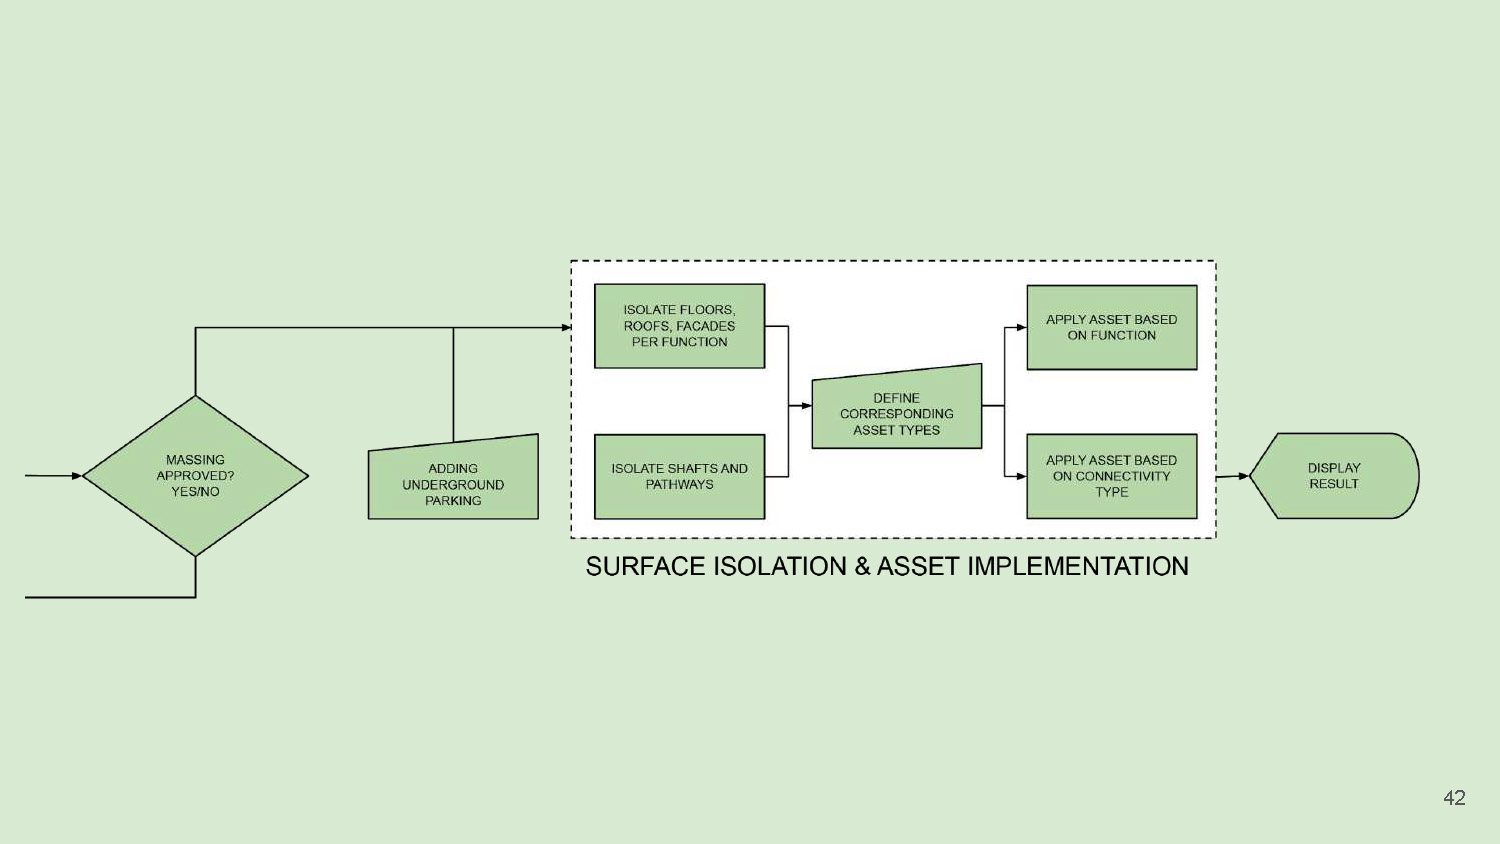 MASSING
APPROVED?
YES/NO
ADDING
UNDERGROUND
PARKING
ISOLATE FLOORS,
ROOFS, FACADES
PER FUNCTION
ISOLATE SHAFTS AND
PATHWAYS
DEFINE
CORRESPONDING
ASSET TYPES
APPLY ASSET BASED
ON FUNCTION
APPLY ASSET BASED
ON CONNECTIVITY
TYPE
DISPLAY
RESULT
SURFACE ISOLATION & ASSET IMPLEMENTATION
42